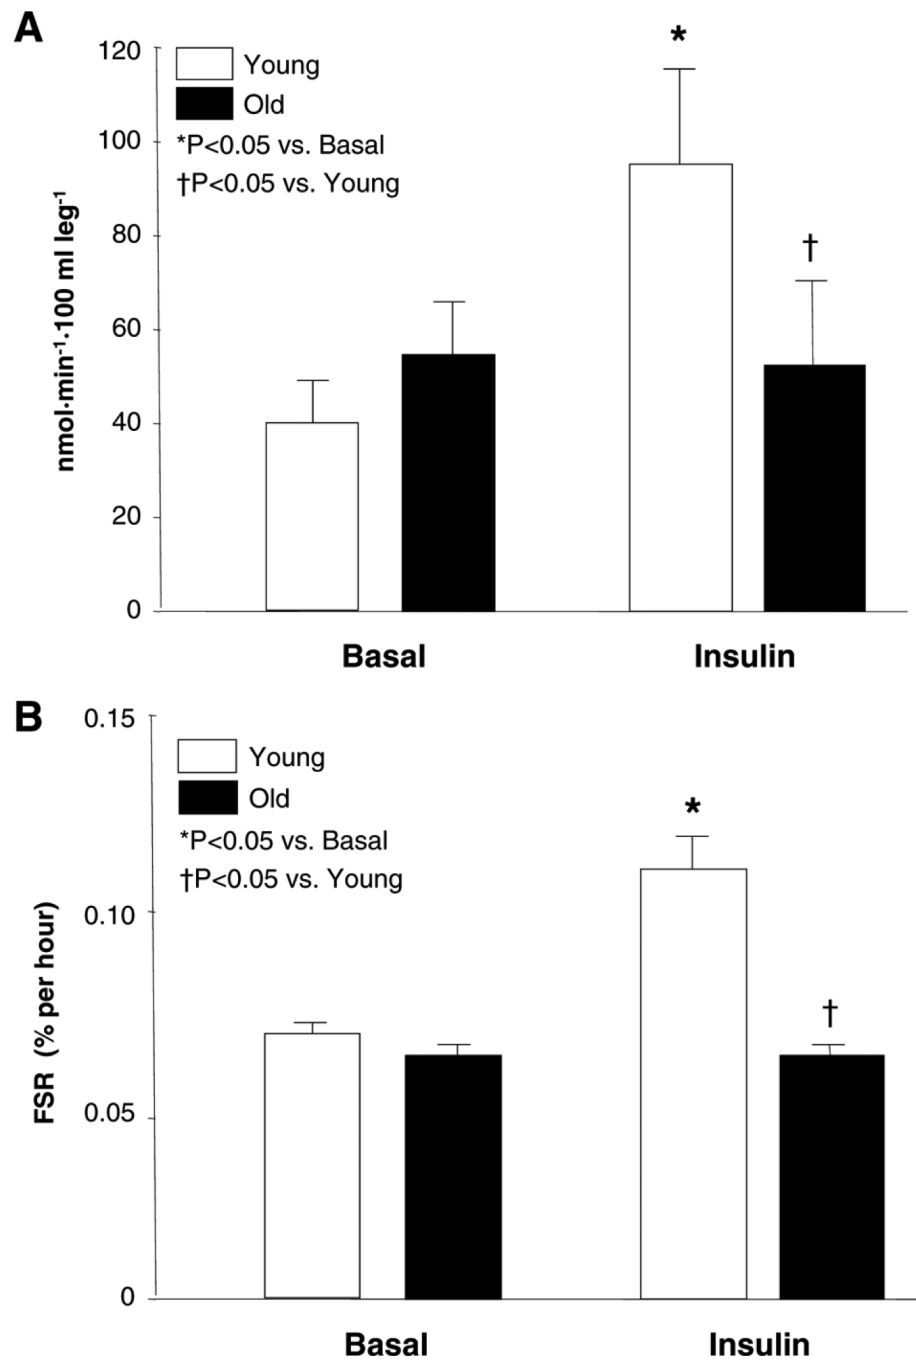 A
120
100
80
60
40
20
0
nmol·min⁻¹·100 ml leg⁻¹
Young
Old
*P<0.05 vs. Basal
†P<0.05 vs. Young
*
†
Basal
Insulin
B
0.15
0.10
0.05
0
FSR (% per hour)
Young
Old
*P<0.05 vs. Basal
†P<0.05 vs. Young
*
†
Basal
Insulin